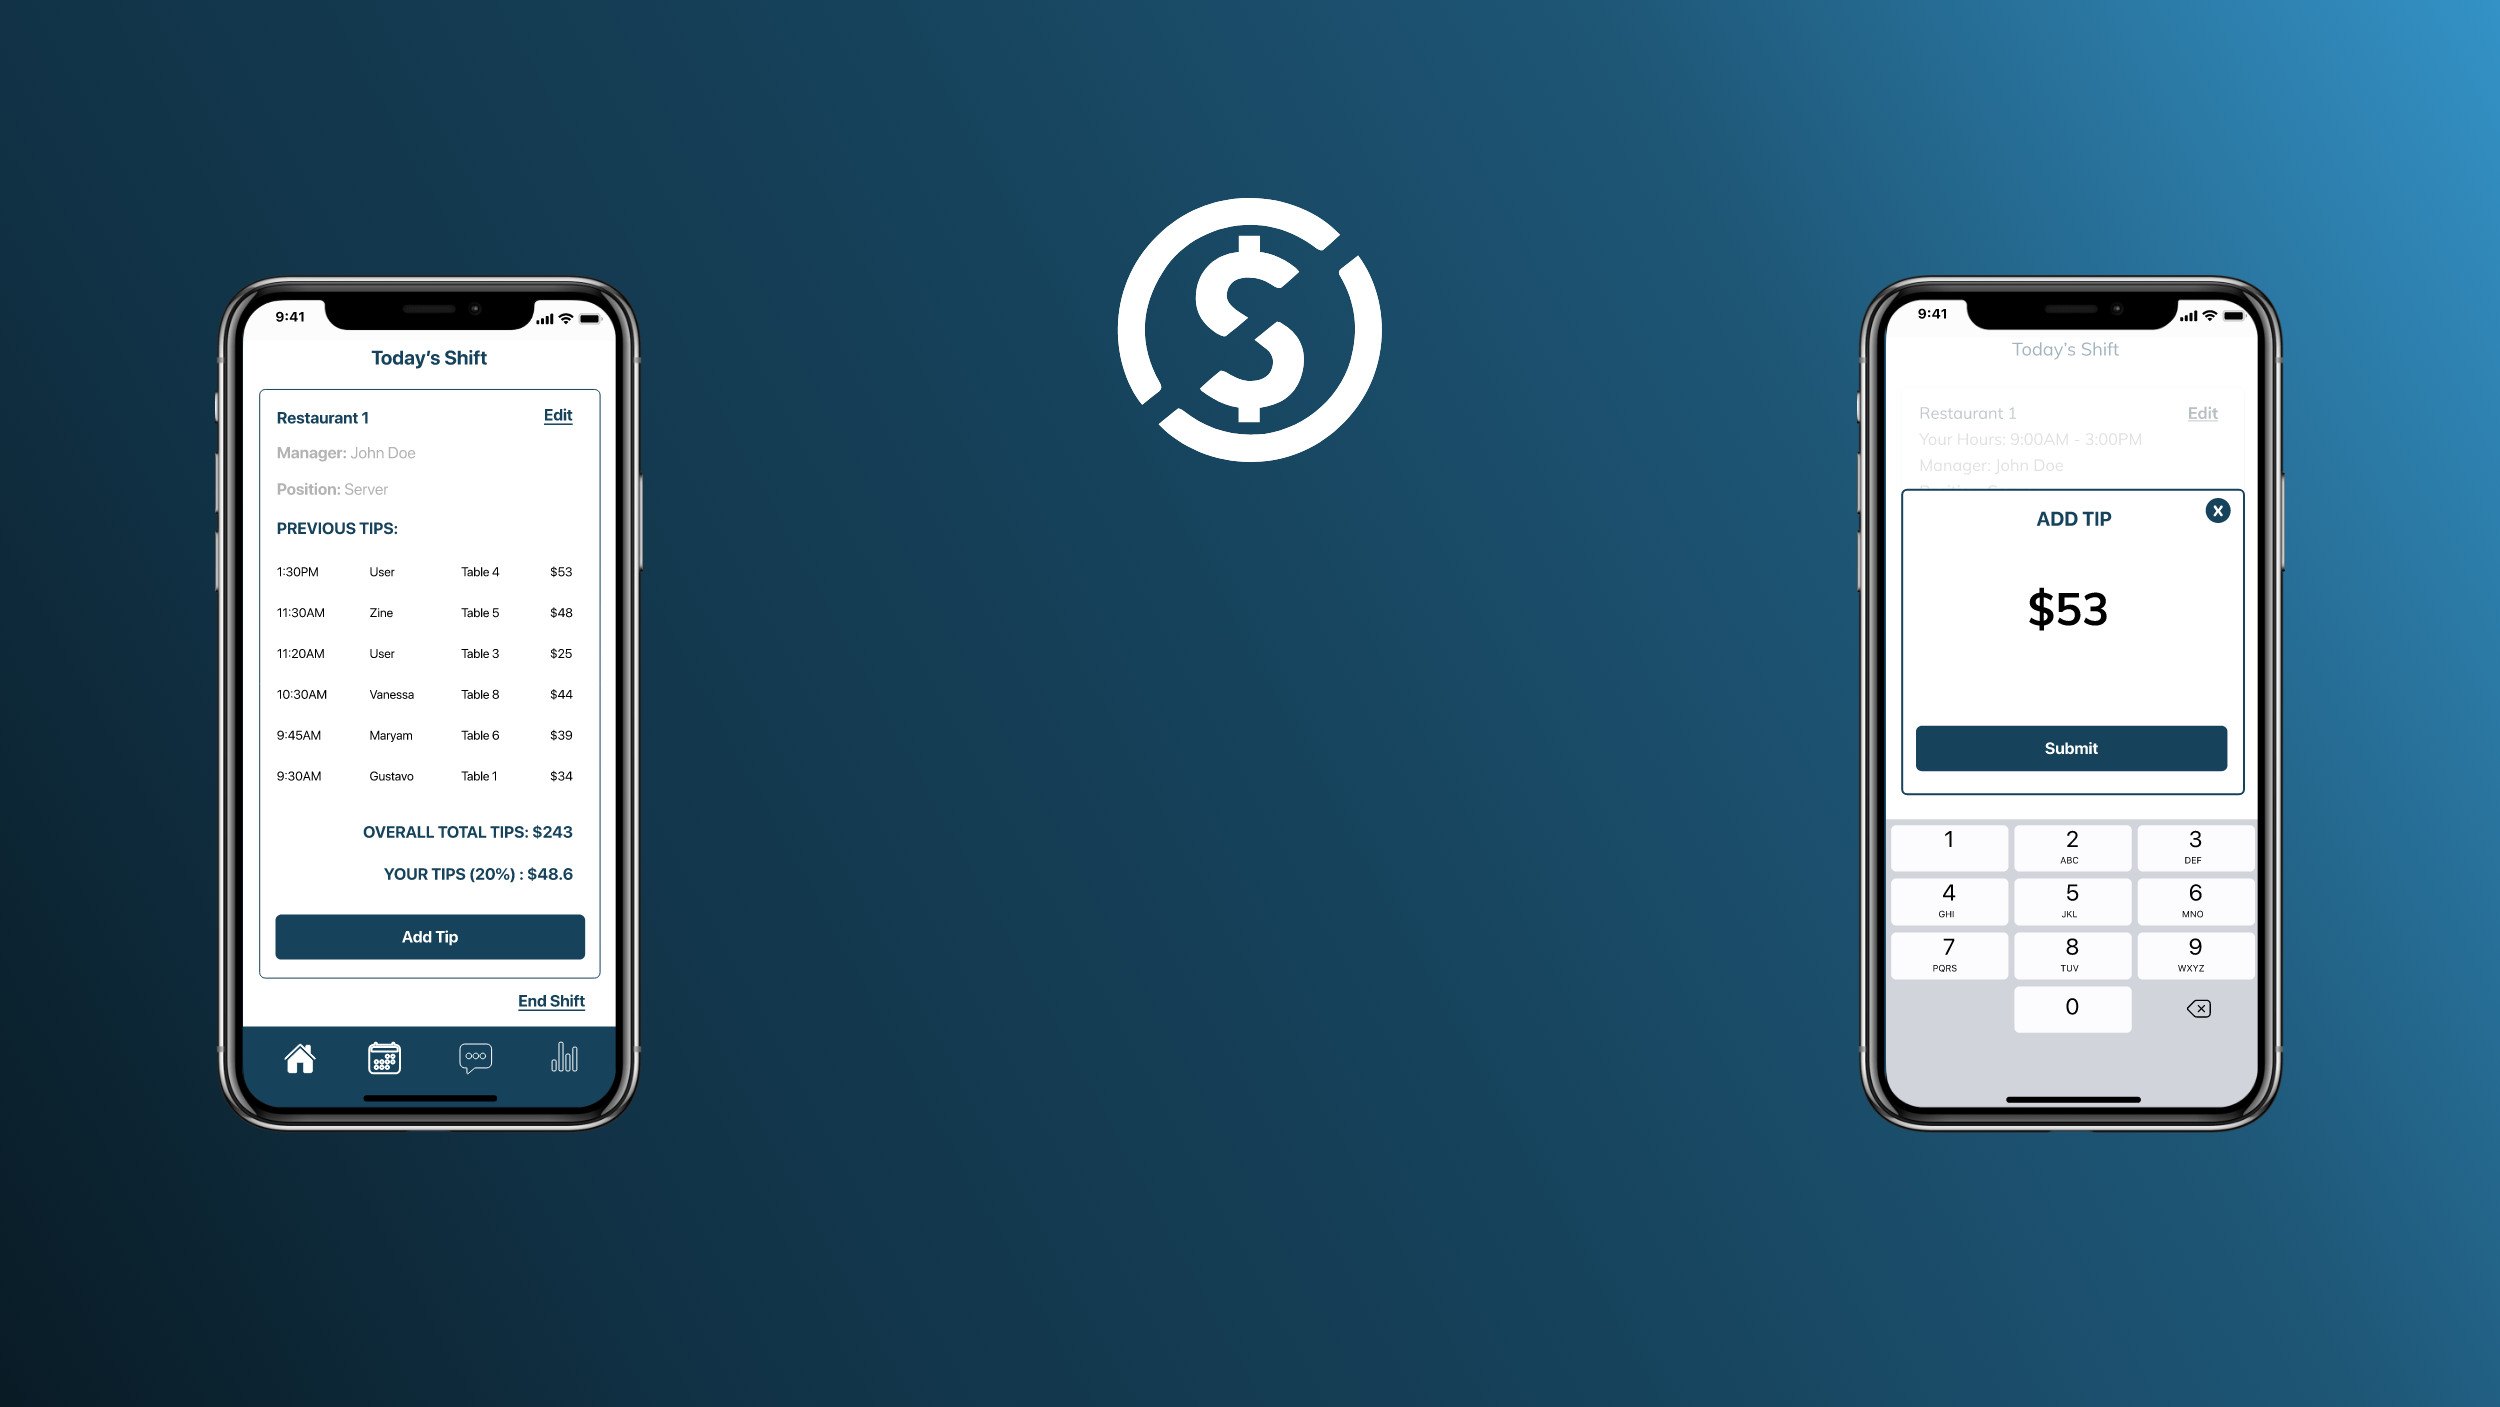 9:41
Today's Shift
Restaurant 1 Edit
Manager: John Doe
Position: Server
PREVIOUS TIPS:
1:30PM User Table 4 $53
11:30AM Zine Table 5 $48
11:20AM User Table 3 $25
10:30AM Vanessa Table 8 $44
9:45AM Maryam Table 6 $39
9:30AM Gustavo Table 1 $34
OVERALL TOTAL TIPS: $243
YOUR TIPS (20%) : $48.6
Add Tip
End Shift
$
9:41
Today's Shift
Restaurant 1 Edit
Your Hours: 9:00AM - 3:00PM
Manager: John Doe
ADD TIP X
$53
Submit
1 2 3
ABC DEF
4 5 6
GHI JKL MNO
7 8 9
PQRS TUV WXYZ
0